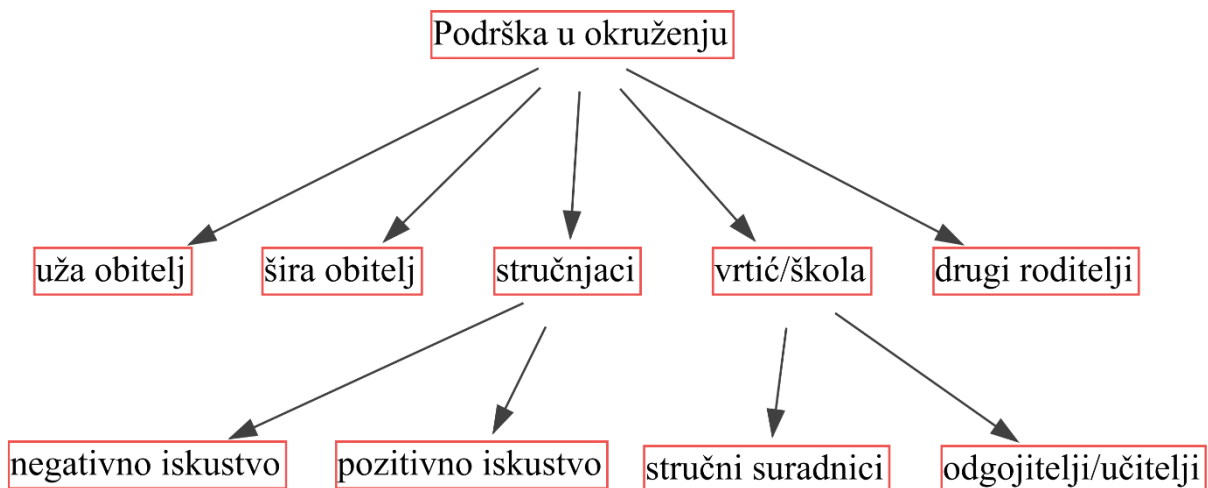 Podrška u okruženju
uža obitelj
šira obitelj
stručnjaci
vrtić/škola
drugi roditelji
negativno iskustvo
pozitivno iskustvo
stručni suradnici
odgojitelji/učitelji